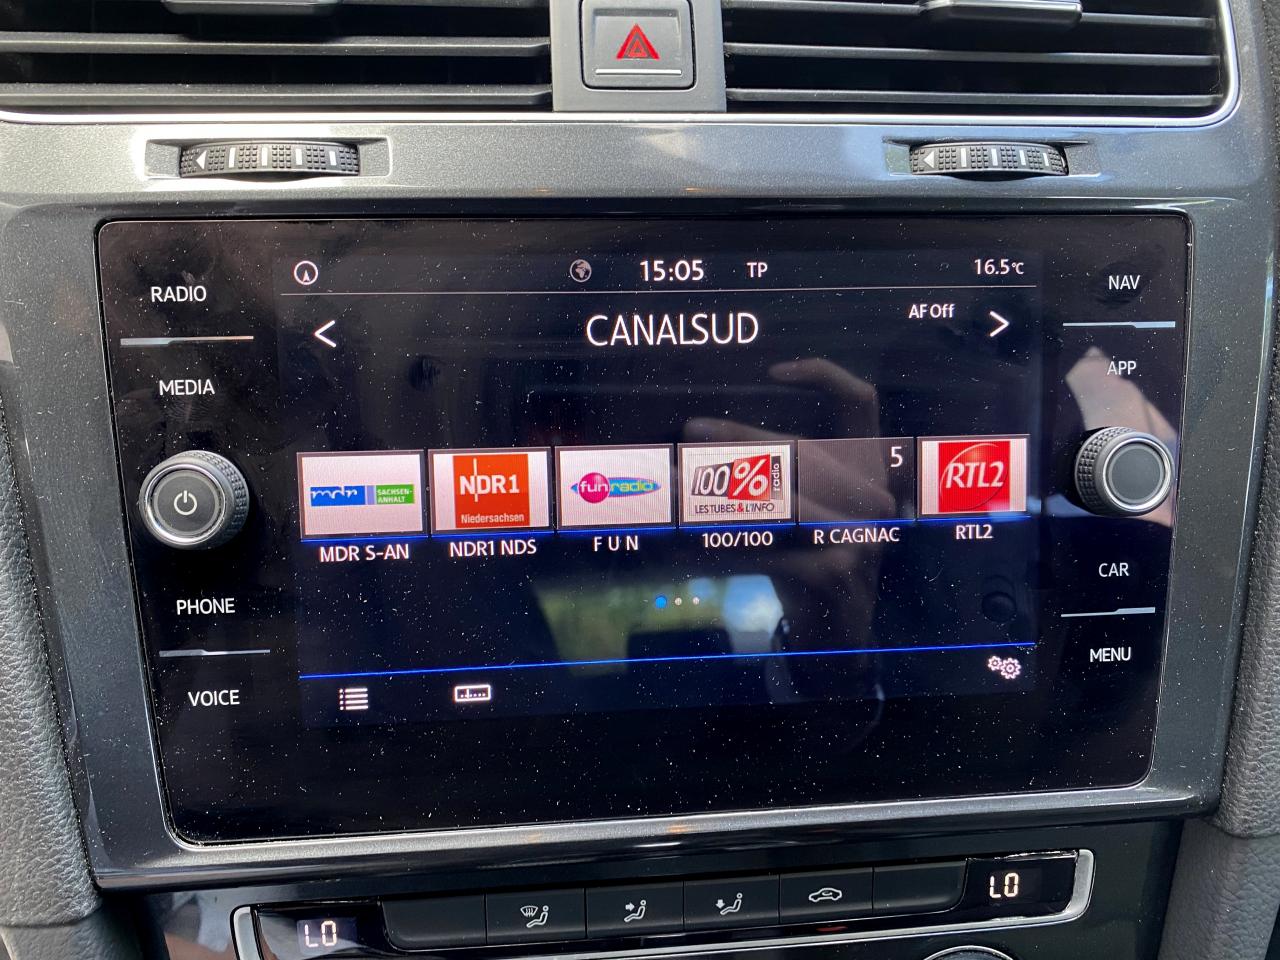 RADIO
MEDIA
PHONE
VOICE
15:05 TP 16.5°C
AF Off
CANALSUD
mdr SACHSEN-ANHALT
NDR1 Niedersachsen
fun radio
100% radio
LES TUBES & L'INFO
5
RTL2
MDR S-AN
NDR1 NDS
F U N
100/100
R CAGNAC
RTL2
NAV
APP
CAR
MENU
LO
LO